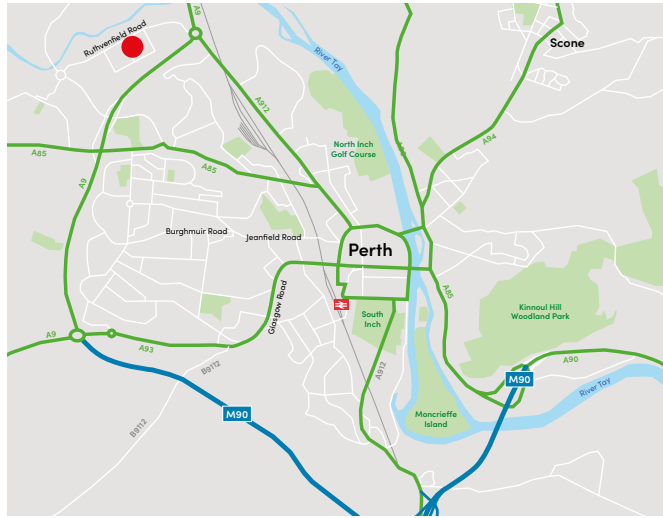 A9
Ruthvenfield Road
River Tay
Scone
A912
North Inch
Golf Course
A94
A85
A85
A9
Burghmuir Road
Jeanfield Road
Perth
Glasgow Road
A85
Kinnoul Hill
Woodland Park
South
Inch
A9
A93
B9112
A912
A90
M90
River Tay
M90
Moncrieffe
Island
B9112